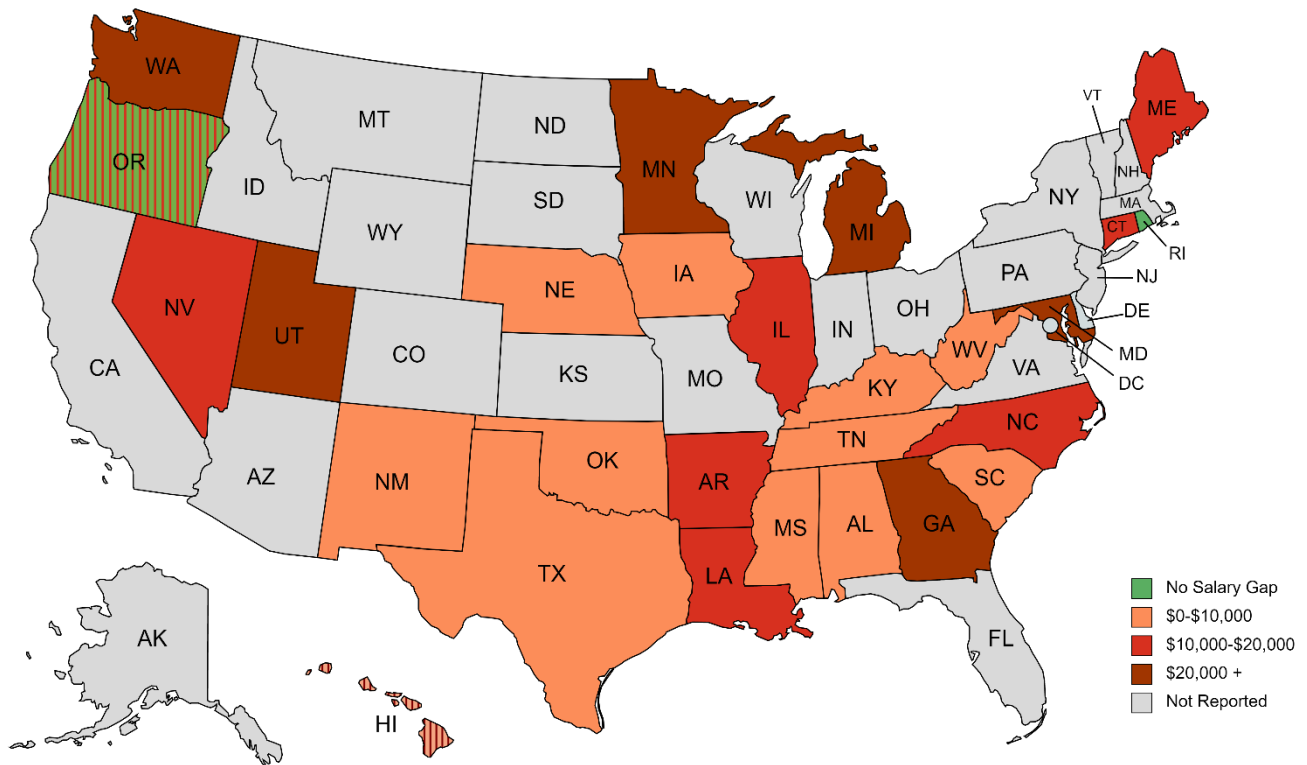 WA
MT
ND
MN
VT
ME
OR
ID
SD
WI
NH
NY
MA
WY
MI
CT
RI
IA
PA
NJ
NE
NV
UT
IL
IN
OH
DE
CO
WV
MD
CA
KS
MO
VA
DC
KY
NC
TN
OK
AZ
NM
AR
SC
MS
AL
GA
TX
LA
No Salary Gap
$0-$10,000
AK
FL
$10,000-$20,000
$20,000 +
Not Reported
HI